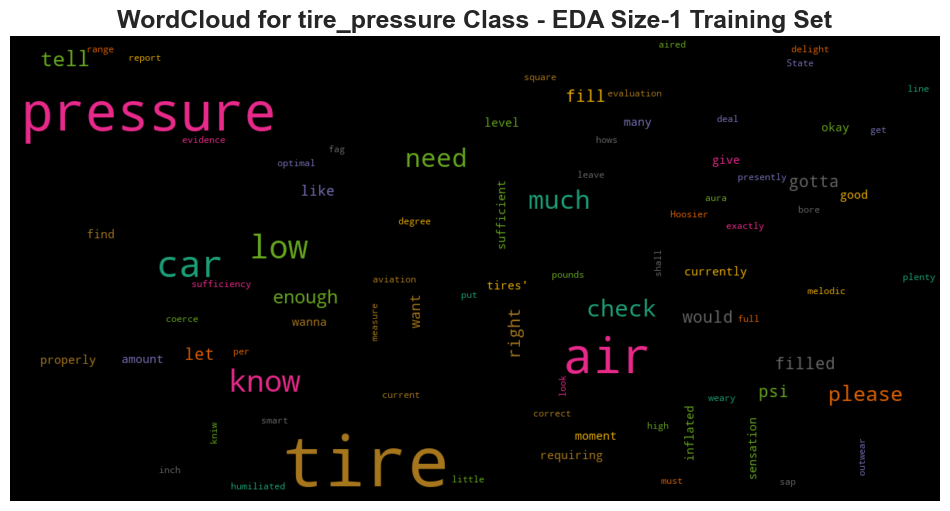 WordCloud for tire_pressure Class - EDA Size-1 Training Set
aired
range
delight
tell
report
State
square
line
fill
evaluation
pressure
level
many
deal
okay
get
evidence
hows
fag
need
give
optimal
leave
presently
gotta
like
much
good
aura
bore
sufficient
degree
Hoosier
exactly
find
low
car
shall
currently
pounds
plenty
aviation
sufficiency
tires'
melodic
enough
put
want
check
coerce
wanna
measure
right
would
full
let
per
air
properly
amount
filled
know
look
psi
please
current
weary
correct
smart
high
kniw
moment
inflated
sensation
tire
requiring
outwear
inch
little
must
sap
humiliated